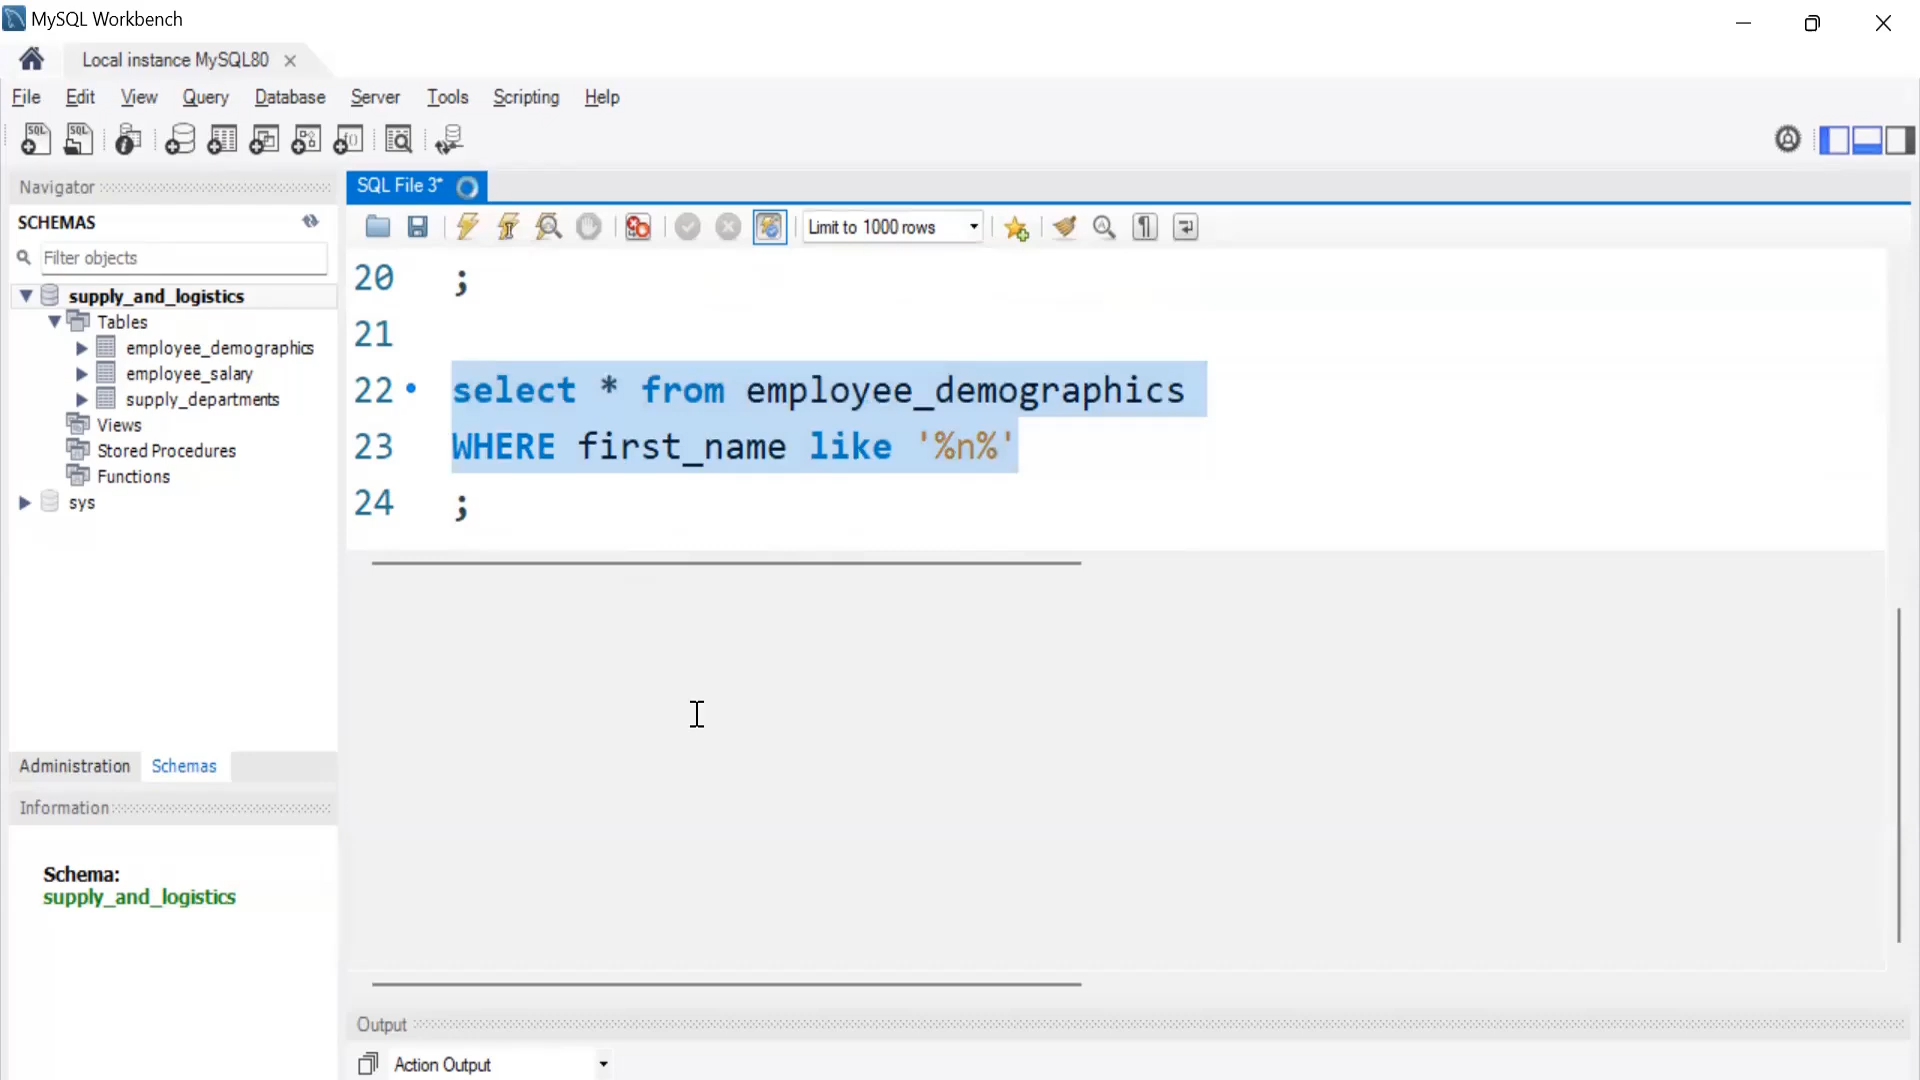 MySQL Workbench
Local instance MySQL80
File Edit View Query Database Server Tools Scripting Help
Navigator
SCHEMAS
Filter objects
supply_and_logistics
Tables
employee_demographics
employee_salary
supply_departments
Views
Stored Procedures
Functions
sys
Administration Schemas
Information
Schema:
supply_and_logistics
SQL File 3*
Limit to 1000 rows
20 ;
21
22 select * from employee_demographics
23 WHERE first_name like '%n%'
24 ;
Output
Action Output